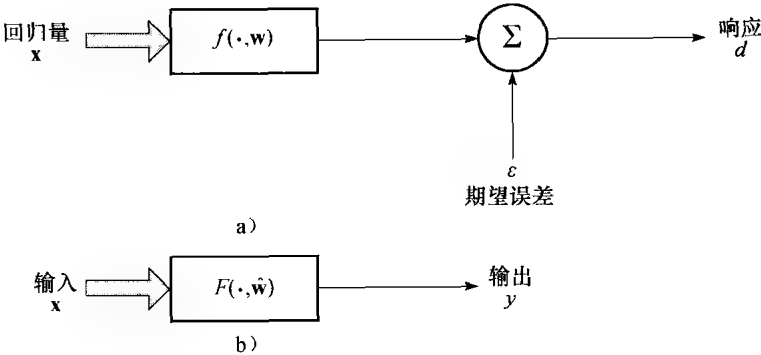 回归量
x
f(·,w)
Σ
响应
d
ε
期望误差
a)
输入
x
F(·,ŵ)
输出
y
b)